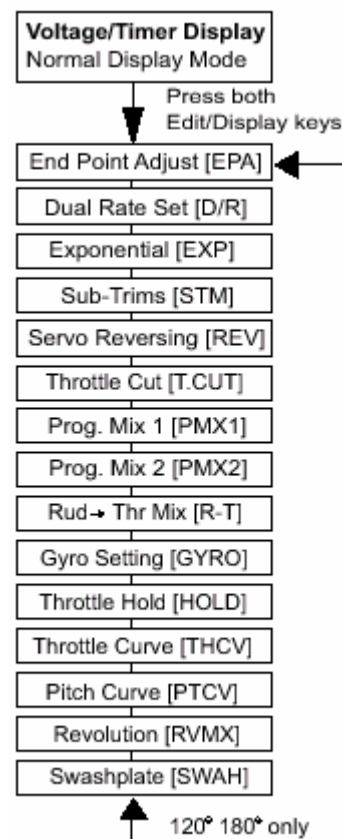 Voltage/Timer Display
Normal Display Mode
Press both
Edit/Display keys
End Point Adjust [EPA]
Dual Rate Set [D/R]
Exponential [EXP]
Sub-Trims [STM]
Servo Reversing [REV]
Throttle Cut [T.CUT]
Prog. Mix 1 [PMX1]
Prog. Mix 2 [PMX2]
Rud→ Thr Mix [R-T]
Gyro Setting [GYRO]
Throttle Hold [HOLD]
Throttle Curve [THCV]
Pitch Curve [PTCV]
Revolution [RVMX]
Swashplate [SWAH]
120° 180° only